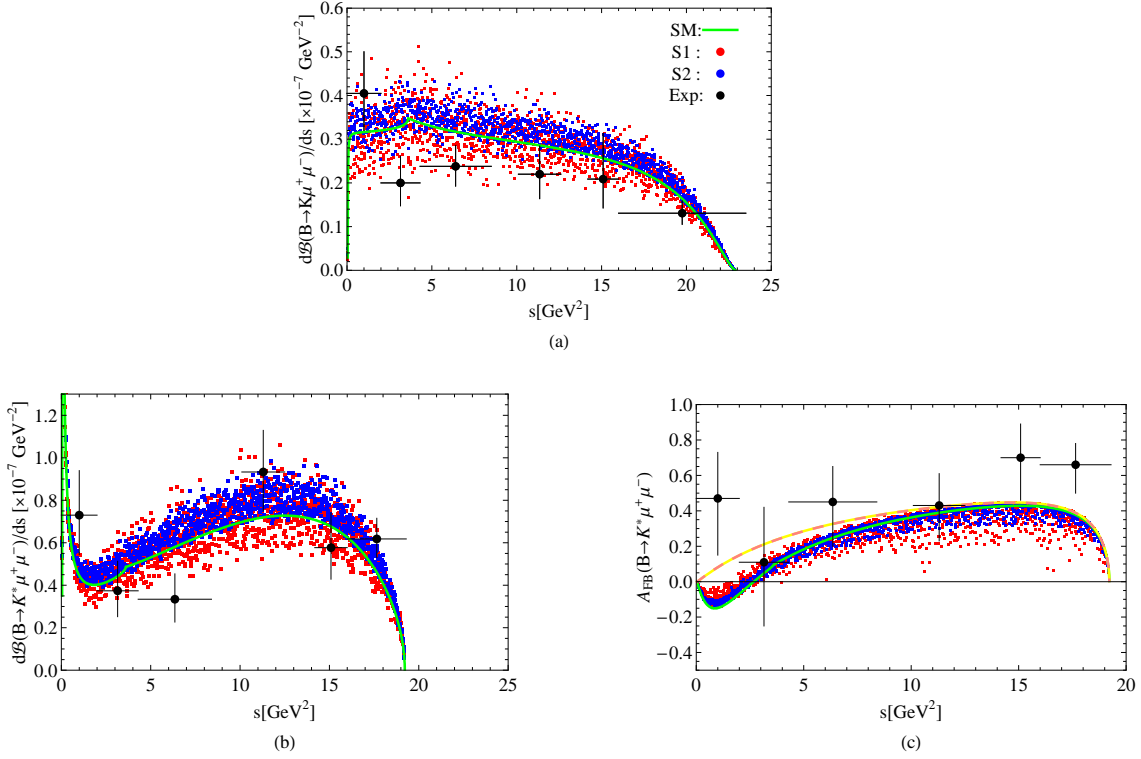 dℬ(B→Kμ⁺μ⁻)/ds [×10⁻⁷ GeV⁻²]
0.6
0.5
0.4
0.3
0.2
0.1
0.0
SM:
S1 :
S2 :
Exp:
0 5 10 15 20 25
s[GeV²]
(a)
dℬ(B→K*μ⁺μ⁻)/ds [×10⁻⁷ GeV⁻²]
1.2
1.0
0.8
0.6
0.4
0.2
0.0
0 5 10 15 20 25
s[GeV²]
(b)
A_FB(B→K*μ⁺μ⁻)
1.0
0.8
0.6
0.4
0.2
0.0
−0.2
−0.4
0 5 10 15 20
s[GeV²]
(c)